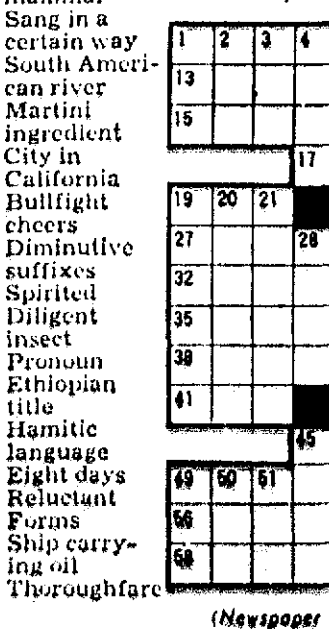 Sang in a
certain way
South Ameri-
can river
Martini
ingredient
City in
California
Bullfight
cheers
Diminutive
suffixes
Spirited
Diligent
insect
Pronoun
Ethiopian
title
Hamitic
language
Eight days
Reluctant
Forms
Ship carry-
ing oil
Thoroughfare
1 2 3 4
13
15
17
19 20 21
27 28
32
35
39
41
45
49 50 51
56
58
(Newspaper